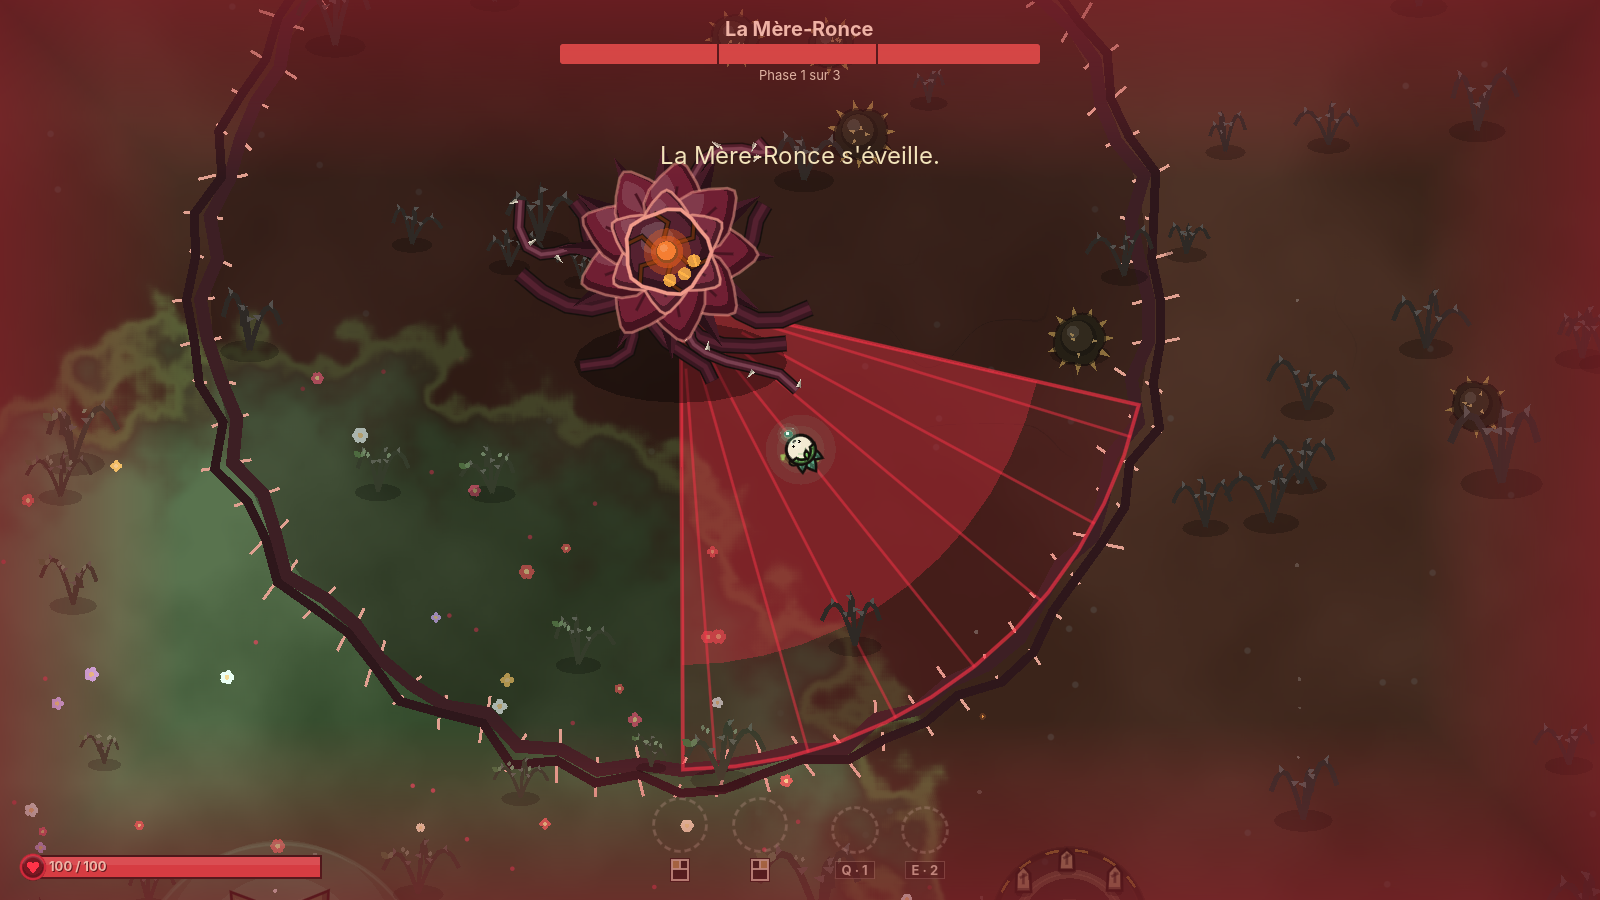 La Mère-Ronce
Phase 1 sur 3
La Mère-Ronce s'éveille.
100 / 100
Q · 1
E · 2